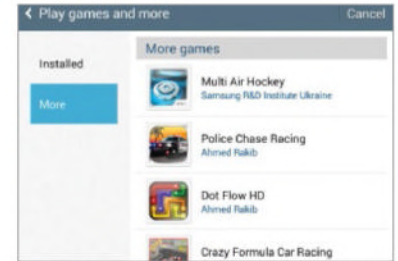 Play games and more
Cancel
Installed
More
More games
Multi Air Hockey
Samsung R&D Institute Ukraine
Police Chase Racing
Ahmed Rakib
Dot Flow HD
Ahmed Rakib
Crazy Formula Car Racing